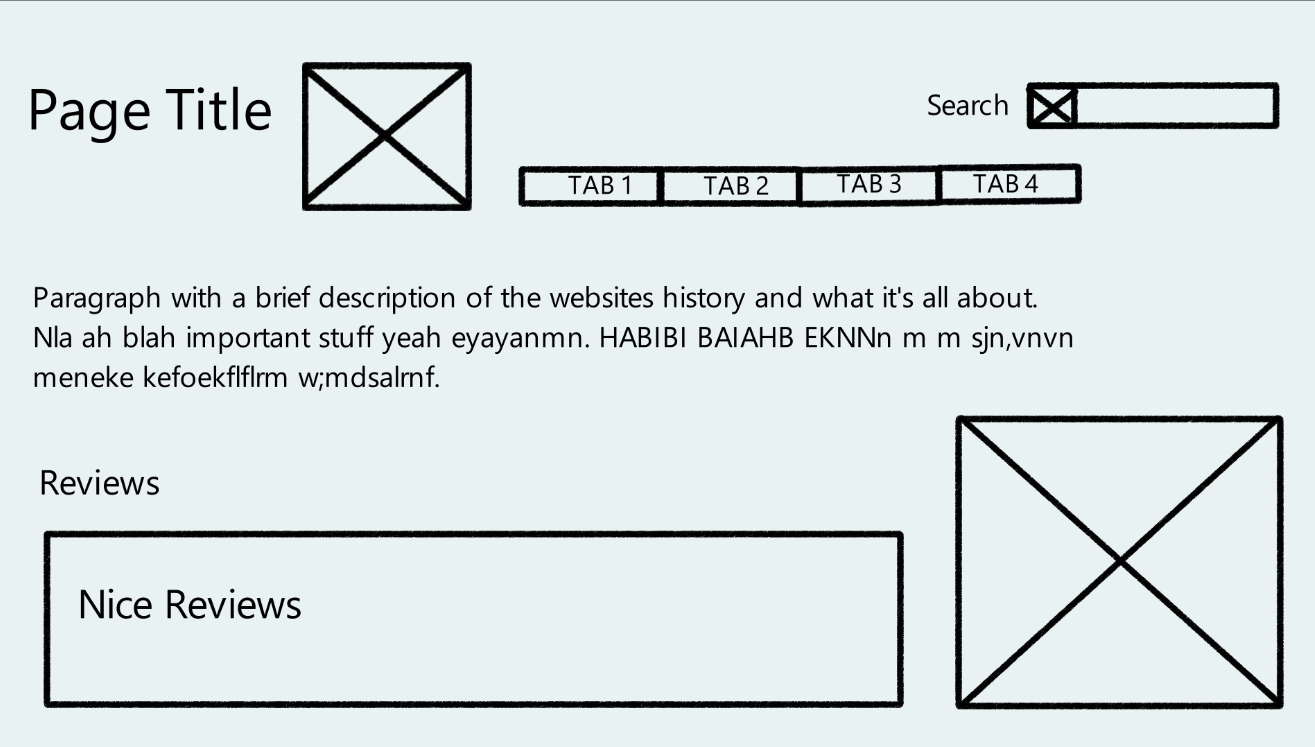 Page Title
Search
TAB 1
TAB 2
TAB 3
TAB 4
Paragraph with a brief description of the websites history and what it's all about.
Nla ah blah important stuff yeah eyayanmn. HABIBI BAIAHB EKNNn m m sjn,vnvn
meneke kefoekflflrm w;mdsalrnf.
Reviews
Nice Reviews